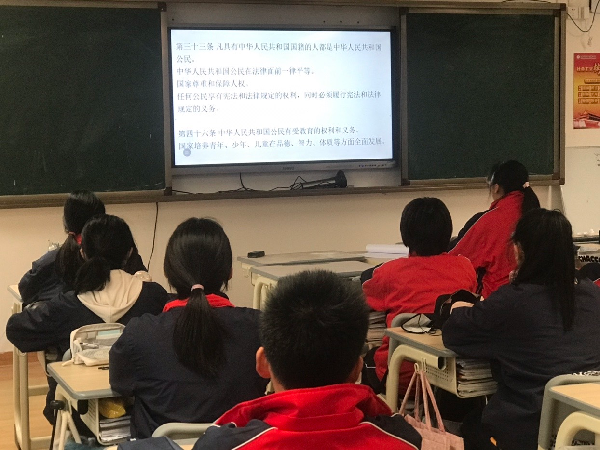 第三十三条 凡具有中华人民共和国国籍的人都是中华人民共和国
公民。
中华人民共和国公民在法律面前一律平等。
国家尊重和保障人权。
任何公民享有宪法和法律规定的权利，同时必须履行宪法和法律
规定的义务。
第四十六条 中华人民共和国公民有受教育的权利和义务。
国家培养青年、少年、儿童在品德、智力、体质等方面全面发展。